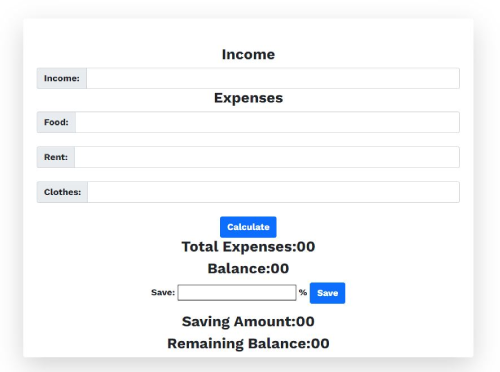 Income
Income:
Expenses
Food:
Rent:
Clothes:
Calculate
Total Expenses:00
Balance:00
Save: % Save
Saving Amount:00
Remaining Balance:00